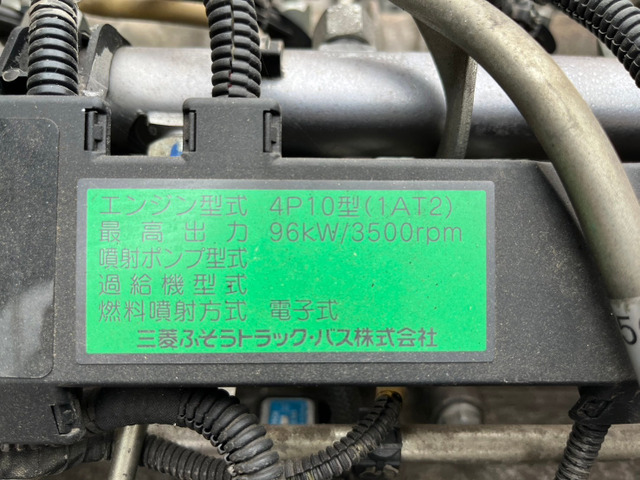 エンジン型式 4P10型(1AT2)
最高出力 96kW/3500rpm
噴射ポンプ型式
過給機型式
燃料噴射方式 電子式
三菱ふそうトラック・バス株式会社